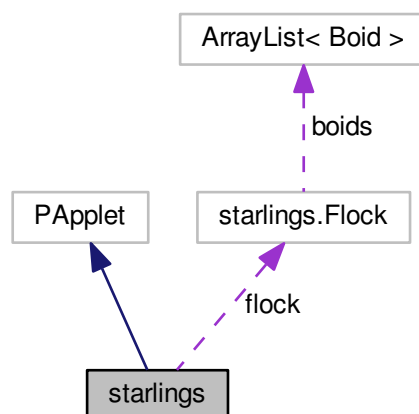 ArrayList< Boid >
boids
PApplet
starlings.Flock
flock
starlings